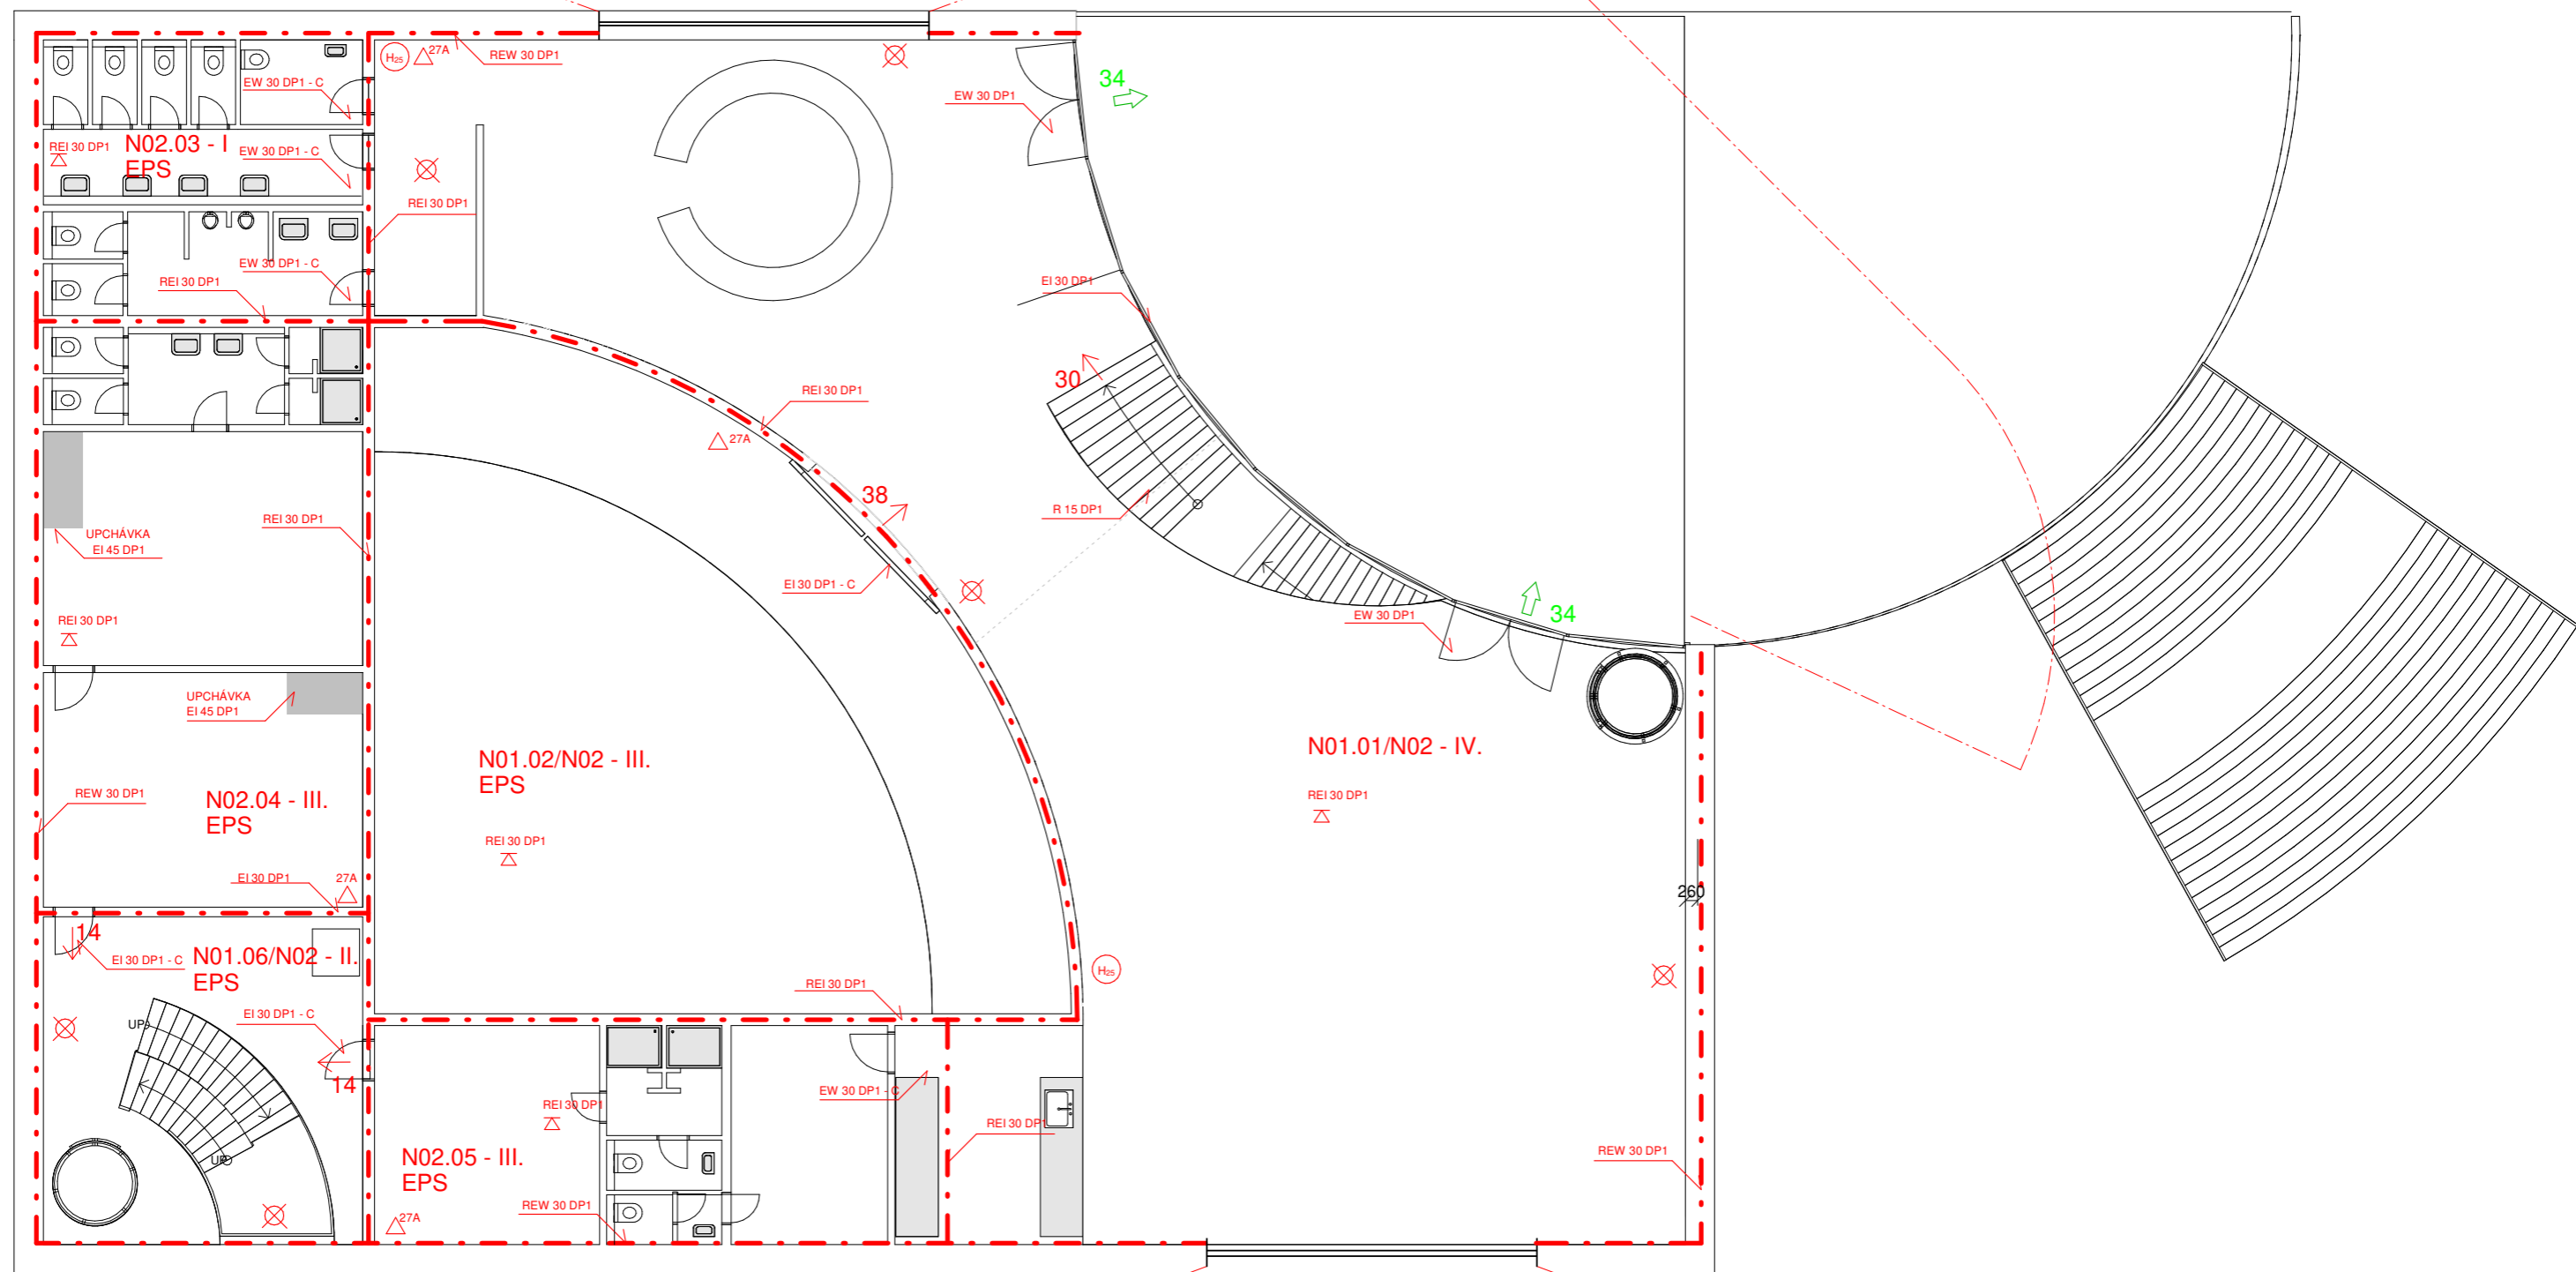 H25
27A
REW 30 DP1
EW 30 DP1 - C
EW 30 DP1
34
REI 30 DP1
N02.03 - I
EPS
EW 30 DP1 - C
REI 30 DP1
EW 30 DP1 - C
REI 30 DP1
EI 30 DP1
30
REI 30 DP1
27A
38
R 15 DP1
REI 30 DP1
UPCHÁVKA
EI 45 DP1
EI 30 DP1 - C
34
EW 30 DP1
REI 30 DP1
UPCHÁVKA
EI 45 DP1
N01.02/N02 - III.
EPS
N01.01/N02 - IV.
REW 30 DP1
N02.04 - III.
EPS
REI 30 DP1
REI 30 DP1
27A
EI 30 DP1
260
14
N01.06/N02 - II.
EPS
EI 30 DP1 - C
H25
REI 30 DP1
EI 30 DP1 - C
UP
14
EW 30 DP1 - C
REI 30 DP1
REI 30 DP1
UP
N02.05 - III.
EPS
REW 30 DP1
27A
REW 30 DP1